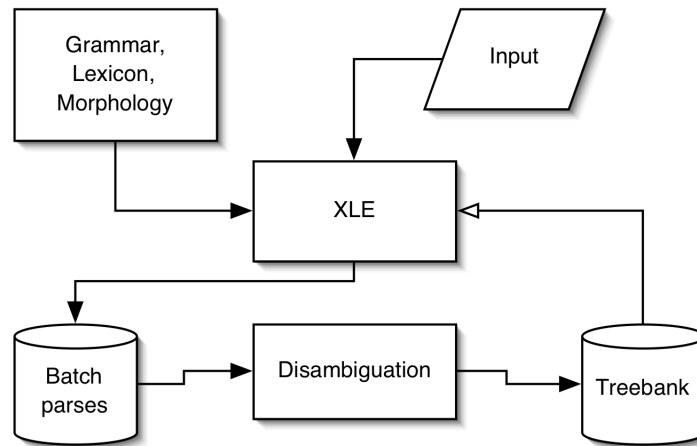 Grammar,
Lexicon,
Morphology
Input
XLE
Batch
parses
Disambiguation
Treebank